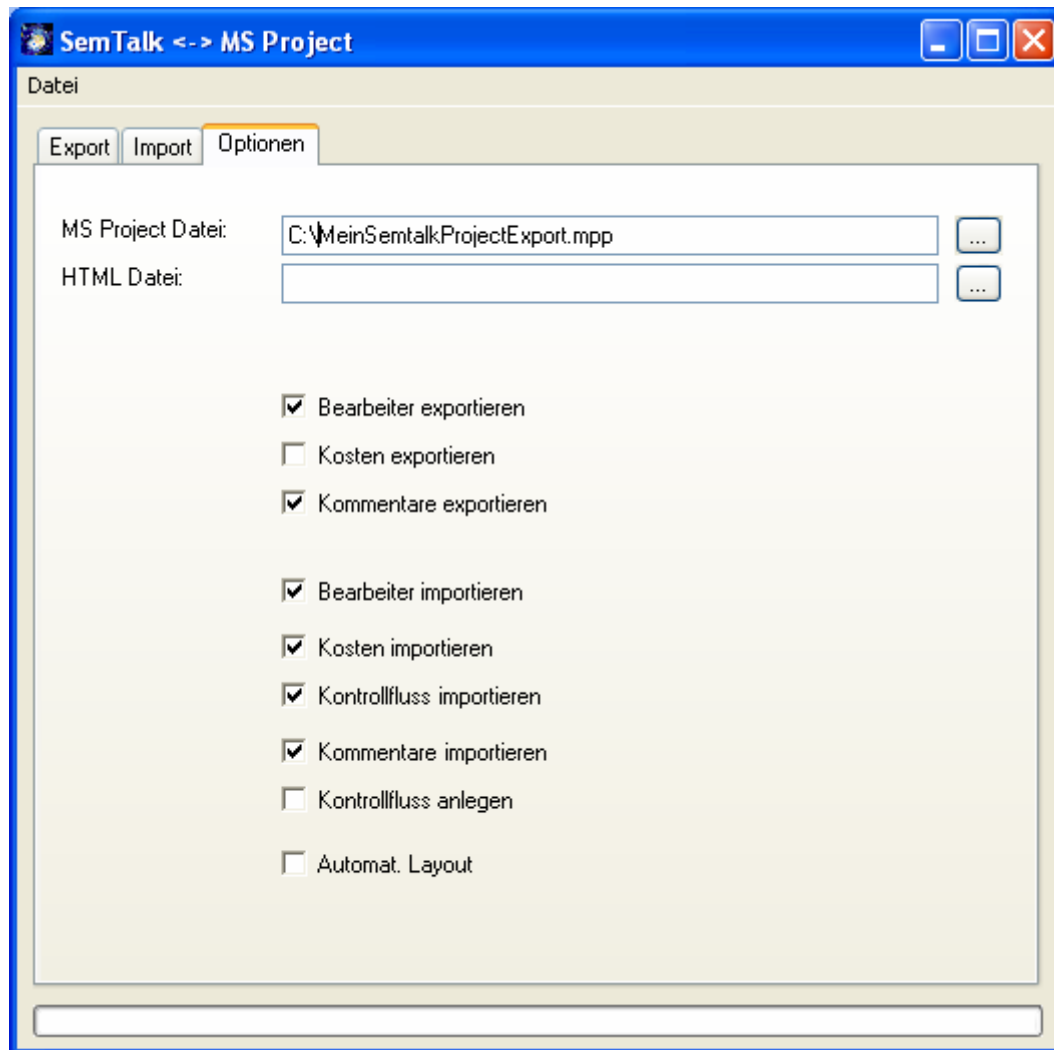 SemTalk <-> MS Project
Datei
Export Import Optionen
MS Project Datei: C:\MeinSemtalkProjectExport.mpp ...
HTML Datei: ...
Bearbeiter exportieren
Kosten exportieren
Kommentare exportieren
Bearbeiter importieren
Kosten importieren
Kontrollfluss importieren
Kommentare importieren
Kontrollfluss anlegen
Automat. Layout